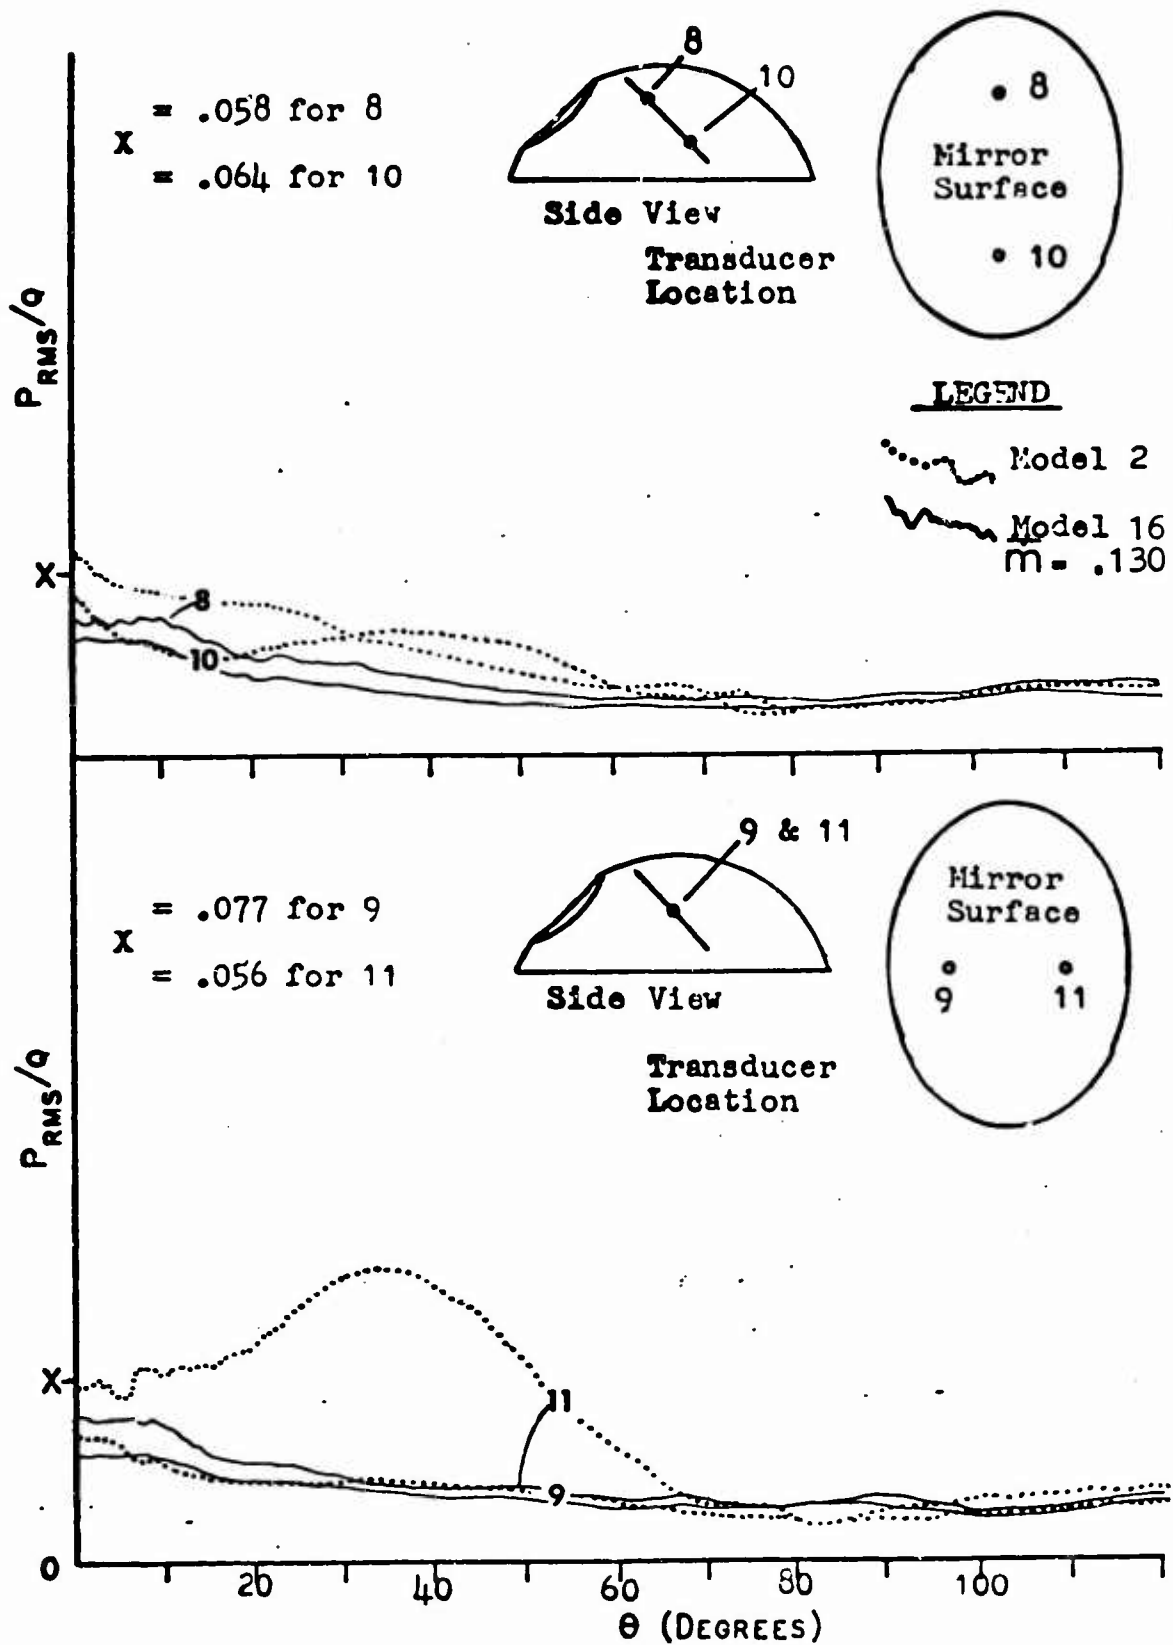 8
10
= .058 for 8
X
= .064 for 10
Side View
Transducer
Location
8
Mirror
Surface
10
PRMS/Q
LEGEND
Model 2
Model 16
ṁ = .130
X
8
10
9 & 11
= .077 for 9
X
= .056 for 11
Side View
Transducer
Location
Mirror
Surface
9
11
PRMS/Q
X
11
9
0
20
40
60
80
100
θ (DEGREES)